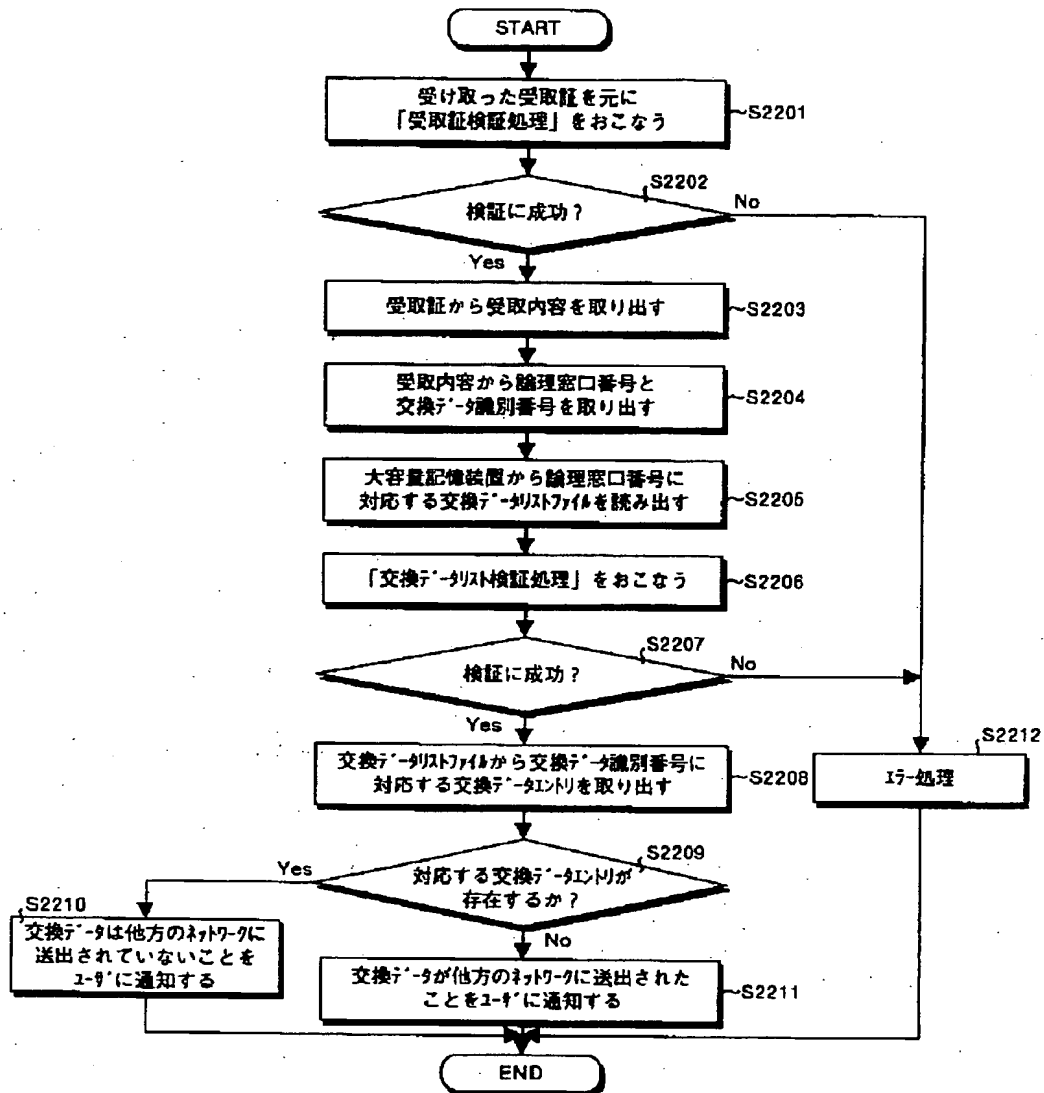 START
受け取った受取証を元に
「受取証検証処理」をおこなう
~S2201
S2202
検証に成功?
No
Yes
受取証から受取内容を取り出す
~S2203
受取内容から論理窓口番号と
交換データ識別番号を取り出す
~S2204
大容量記憶装置から論理窓口番号に
対応する交換データリストファイルを読み出す
~S2205
「交換データリスト検証処理」をおこなう
~S2206
S2207
検証に成功?
No
Yes
交換データリストファイルから交換データ識別番号に
対応する交換データエントリを取り出す
~S2208
S2212
エラー処理
S2209
対応する交換データエントリが
存在するか?
Yes
No
S2210
交換データは他方のネットワークに
送出されていないことを
ユーザに通知する
交換データが他方のネットワークに送出された
ことをユーザに通知する
~S2211
END